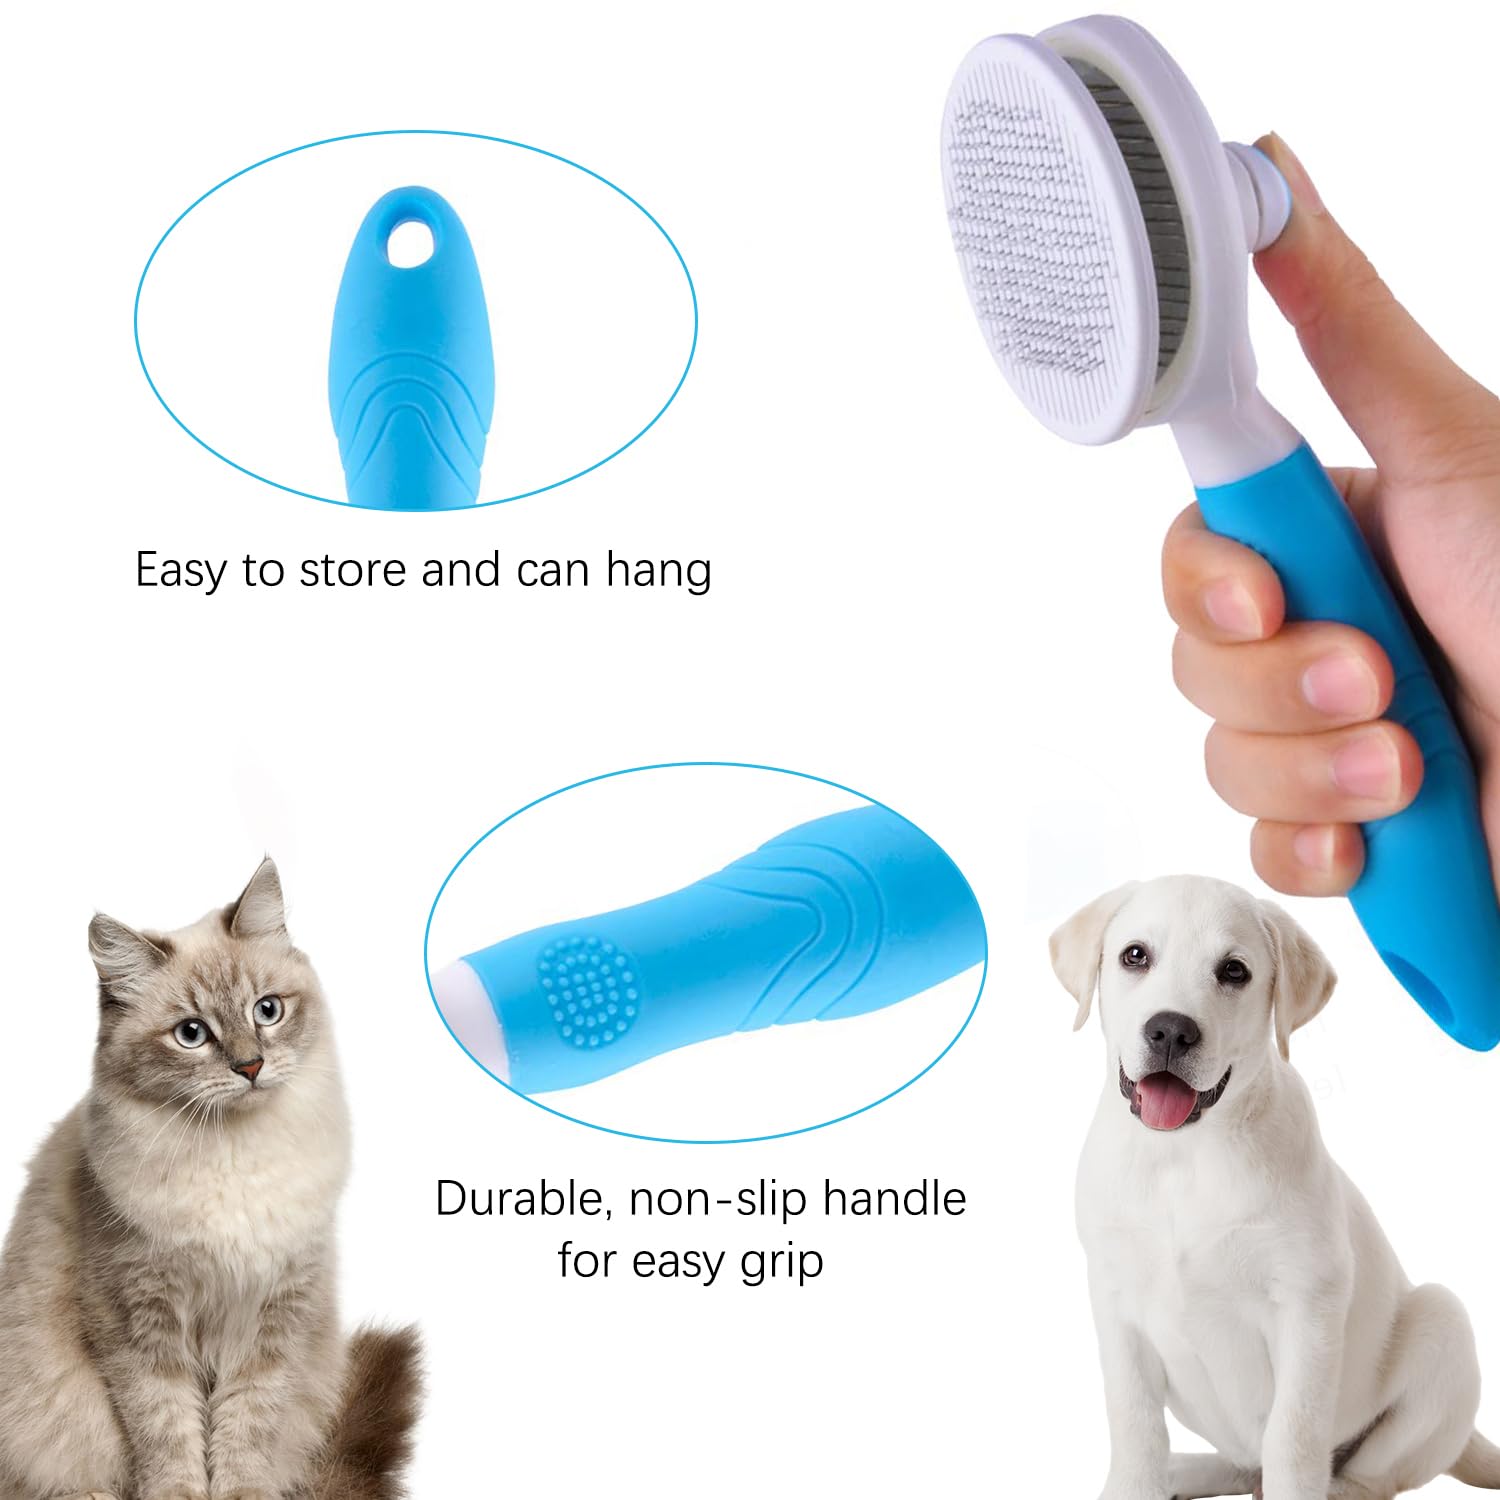 Easy to store and can hang
Durable, non-slip handle
for easy grip